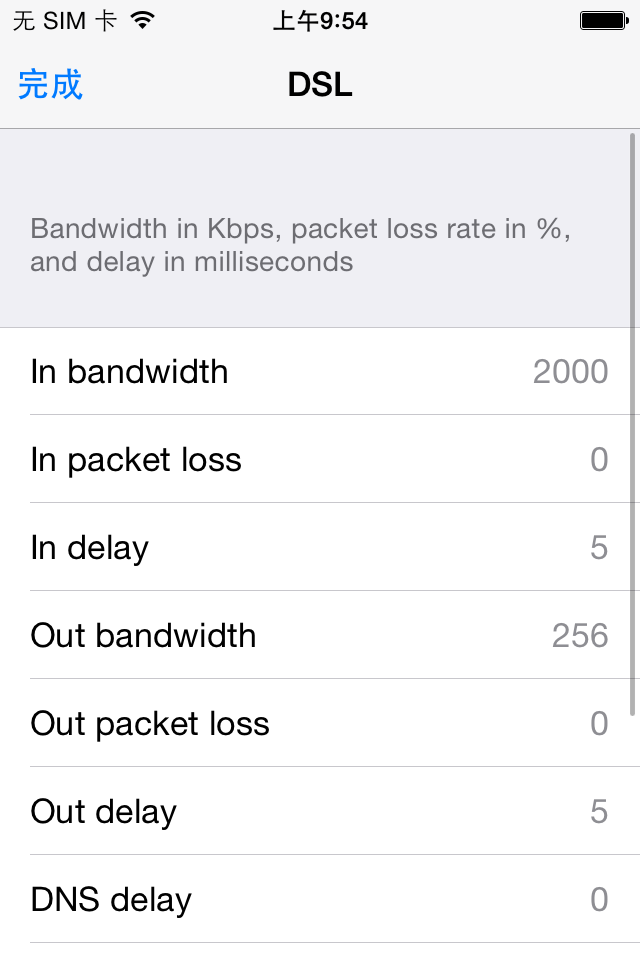 无 SIM 卡 上午9:54
完成 DSL
Bandwidth in Kbps, packet loss rate in %,
and delay in milliseconds
In bandwidth 2000
In packet loss 0
In delay 5
Out bandwidth 256
Out packet loss 0
Out delay 5
DNS delay 0